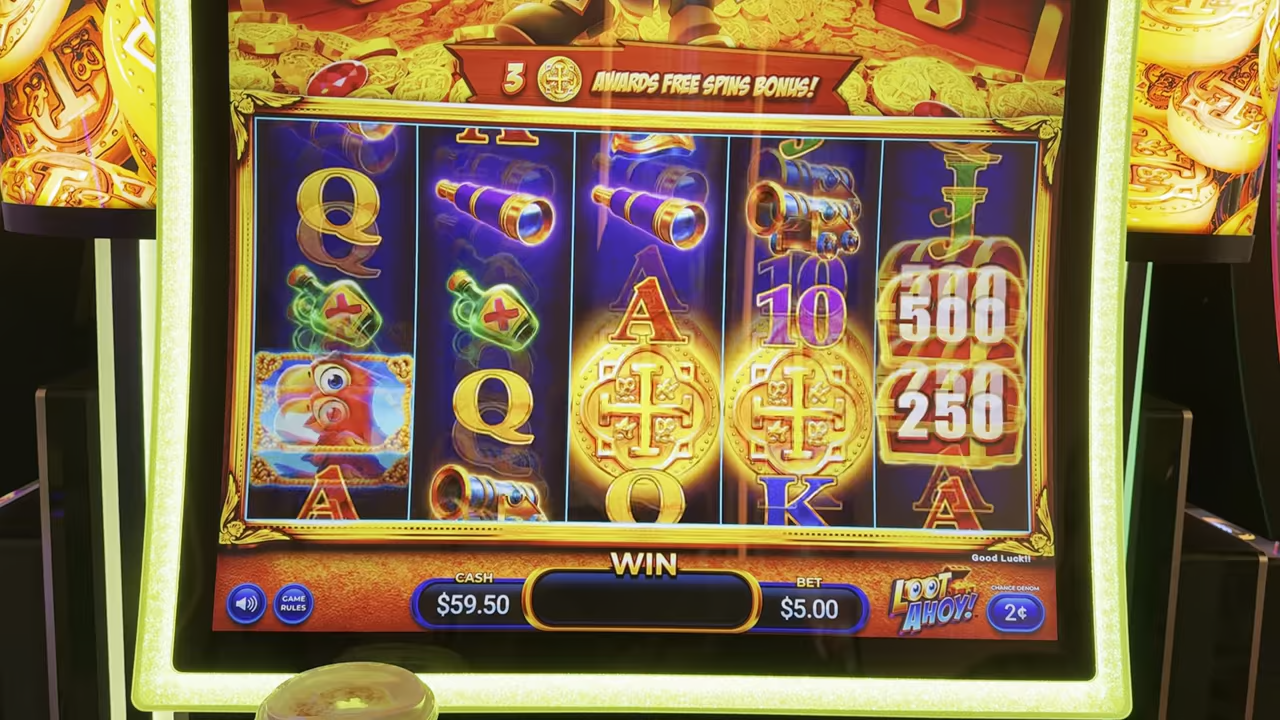 3 AWARDS FREE SPINS BONUS!
Q
J
10
500
A
10
250
Q
A
Q
K
A
WIN
Good Luck!!
CASH
$59.50
BET
$5.00
GAME
RULES
LOOT
AHOY!
CHANGE DENOM
2¢